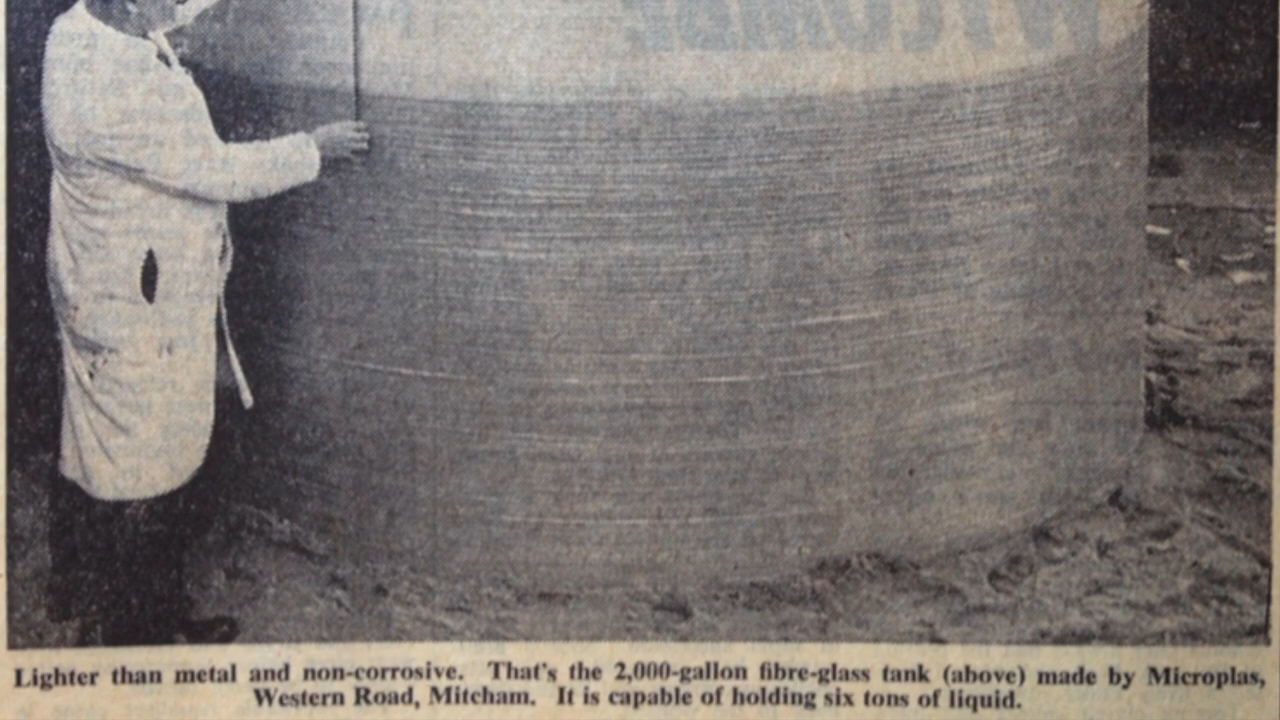 Lighter than metal and non-corrosive. That's the 2,000-gallon fibre-glass tank (above) made by Microplas,
Western Road, Mitcham. It is capable of holding six tons of liquid.